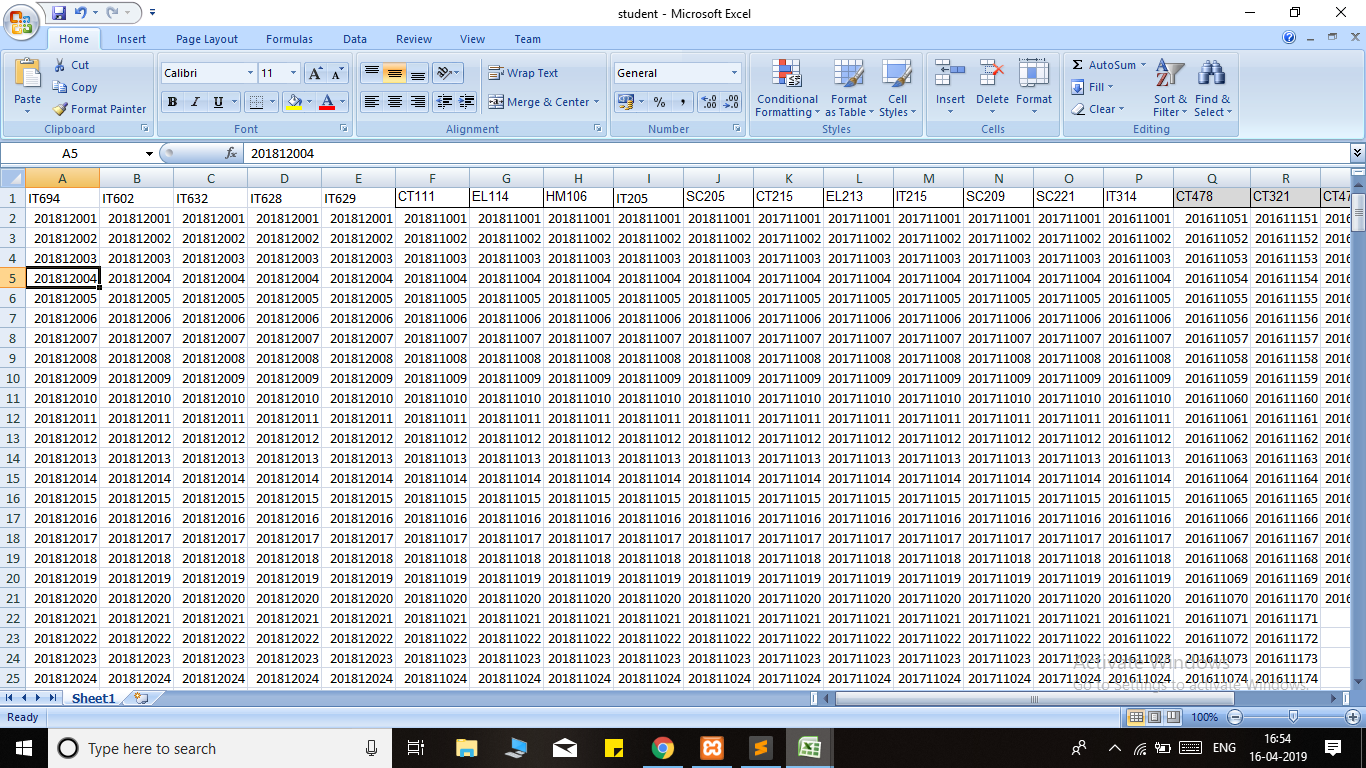 student - Microsoft Excel
Home Insert Page Layout Formulas Data Review View Team
Paste Cut Copy Format Painter
Calibri 11
B I U
Wrap Text
Merge & Center
General
% ,
Conditional Formatting Format as Table Cell Styles
Insert Delete Format
Σ AutoSum Fill Clear
Sort & Filter Find & Select
Clipboard Font Alignment Number Styles Cells Editing
A5 fx 201812004
A B C D E F G H I J K L M N O P Q R
1 IT694 IT602 IT632 IT628 IT629 CT111 EL114 HM106 IT205 SC205 CT215 EL213 IT215 SC209 SC221 IT314 CT478 CT321 CT47
2 201812001 201812001 201812001 201812001 201812001 201811001 201811001 201811001 201811001 201811001 201711001 201711001 201711001 201711001 201711001 201611001 201611051 201611151 2016
3 201812002 201812002 201812002 201812002 201812002 201811002 201811002 201811002 201811002 201811002 201711002 201711002 201711002 201711002 201711002 201611002 201611052 201611152 2016
4 201812003 201812003 201812003 201812003 201812003 201811003 201811003 201811003 201811003 201811003 201711003 201711003 201711003 201711003 201711003 201611003 201611053 201611153 2016
5 201812004 201812004 201812004 201812004 201812004 201811004 201811004 201811004 201811004 201811004 201711004 201711004 201711004 201711004 201711004 201611004 201611054 201611154 2016
6 201812005 201812005 201812005 201812005 201812005 201811005 201811005 201811005 201811005 201811005 201711005 201711005 201711005 201711005 201711005 201611005 201611055 201611155 2016
7 201812006 201812006 201812006 201812006 201812006 201811006 201811006 201811006 201811006 201811006 201711006 201711006 201711006 201711006 201711006 201611006 201611056 201611156 2016
8 201812007 201812007 201812007 201812007 201812007 201811007 201811007 201811007 201811007 201811007 201711007 201711007 201711007 201711007 201711007 201611007 201611057 201611157 2016
9 201812008 201812008 201812008 201812008 201812008 201811008 201811008 201811008 201811008 201811008 201711008 201711008 201711008 201711008 201711008 201611008 201611058 201611158 2016
10 201812009 201812009 201812009 201812009 201812009 201811009 201811009 201811009 201811009 201811009 201711009 201711009 201711009 201711009 201711009 201611009 201611059 201611159 2016
11 201812010 201812010 201812010 201812010 201812010 201811010 201811010 201811010 201811010 201811010 201711010 201711010 201711010 201711010 201711010 201611010 201611060 201611160 2016
12 201812011 201812011 201812011 201812011 201812011 201811011 201811011 201811011 201811011 201811011 201711011 201711011 201711011 201711011 201711011 201611011 201611061 201611161 2016
13 201812012 201812012 201812012 201812012 201812012 201811012 201811012 201811012 201811012 201811012 201711012 201711012 201711012 201711012 201711012 201611012 201611062 201611162 2016
14 201812013 201812013 201812013 201812013 201812013 201811013 201811013 201811013 201811013 201811013 201711013 201711013 201711013 201711013 201711013 201611013 201611063 201611163 2016
15 201812014 201812014 201812014 201812014 201812014 201811014 201811014 201811014 201811014 201811014 201711014 201711014 201711014 201711014 201711014 201611014 201611064 201611164 2016
16 201812015 201812015 201812015 201812015 201812015 201811015 201811015 201811015 201811015 201811015 201711015 201711015 201711015 201711015 201711015 201611015 201611065 201611165 2016
17 201812016 201812016 201812016 201812016 201812016 201811016 201811016 201811016 201811016 201811016 201711016 201711016 201711016 201711016 201711016 201611016 201611066 201611166 2016
18 201812017 201812017 201812017 201812017 201812017 201811017 201811017 201811017 201811017 201811017 201711017 201711017 201711017 201711017 201711017 201611017 201611067 201611167 2016
19 201812018 201812018 201812018 201812018 201812018 201811018 201811018 201811018 201811018 201811018 201711018 201711018 201711018 201711018 201711018 201611018 201611068 201611168 2016
20 201812019 201812019 201812019 201812019 201812019 201811019 201811019 201811019 201811019 201811019 201711019 201711019 201711019 201711019 201711019 201611019 201611069 201611169 2016
21 201812020 201812020 201812020 201812020 201812020 201811020 201811020 201811020 201811020 201811020 201711020 201711020 201711020 201711020 201711020 201611020 201611070 201611170 2016
22 201812021 201812021 201812021 201812021 201812021 201811021 201811021 201811021 201811021 201811021 201711021 201711021 201711021 201711021 201711021 201611021 201611071 201611171
23 201812022 201812022 201812022 201812022 201812022 201811022 201811022 201811022 201811022 201811022 201711022 201711022 201711022 201711022 201711022 201611022 201611072 201611172
24 201812023 201812023 201812023 201812023 201812023 201811023 201811023 201811023 201811023 201811023 201711023 201711023 201711023 201711023 201711023 201611023 201611073 201611173
25 201812024 201812024 201812024 201812024 201812024 201811024 201811024 201811024 201811024 201811024 201711024 201711024 201711024 201711024 201711024 201611024 201611074 201611174
Activate Windows
Go to Settings to activate Windows.
Sheet1
Ready 100%
Type here to search
ENG 16:54
16-04-2019